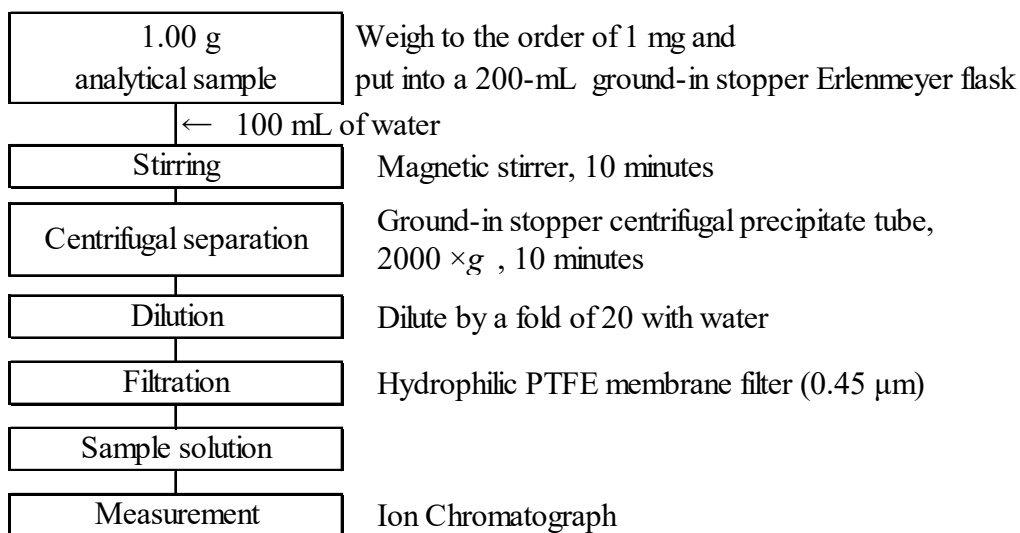 1.00 g
analytical sample
Weigh to the order of 1 mg and
put into a 200-mL ground-in stopper Erlenmeyer flask
← 100 mL of water
Stirring
Magnetic stirrer, 10 minutes
Centrifugal separation
Ground-in stopper centrifugal precipitate tube,
2000 ×g , 10 minutes
Dilution
Dilute by a fold of 20 with water
Filtration
Hydrophilic PTFE membrane filter (0.45 µm)
Sample solution
Measurement
Ion Chromatograph